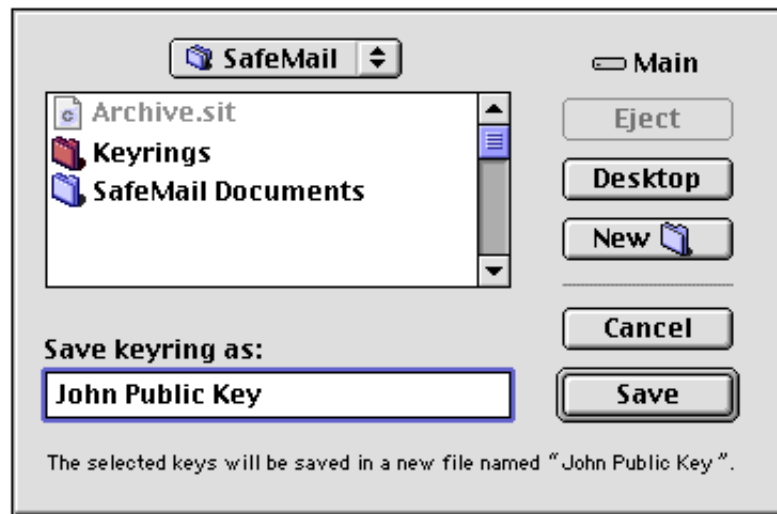 SafeMail
Main
Archive.sit
Keyrings
SafeMail Documents
Eject
Desktop
New
Cancel
Save keyring as:
John Public Key
Save
The selected keys will be saved in a new file named “John Public Key”.